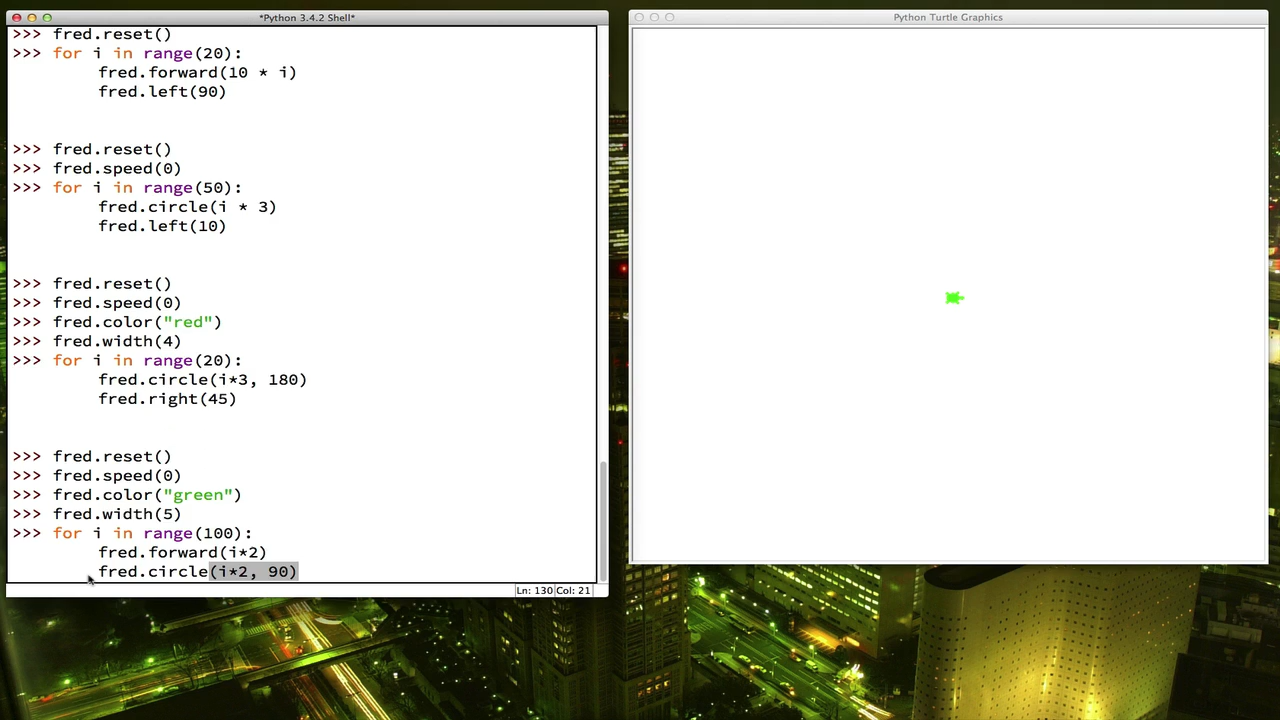 *Python 3.4.2 Shell*
>>> fred.reset()
>>> for i in range(20):
        fred.forward(10 * i)
        fred.left(90)
>>> fred.reset()
>>> fred.speed(0)
>>> for i in range(50):
        fred.circle(i * 3)
        fred.left(10)
>>> fred.reset()
>>> fred.speed(0)
>>> fred.color("red")
>>> fred.width(4)
>>> for i in range(20):
        fred.circle(i*3, 180)
        fred.right(45)
>>> fred.reset()
>>> fred.speed(0)
>>> fred.color("green")
>>> fred.width(5)
>>> for i in range(100):
        fred.forward(i*2)
        fred.circle(i*2, 90)
Ln: 130 Col: 21
Python Turtle Graphics